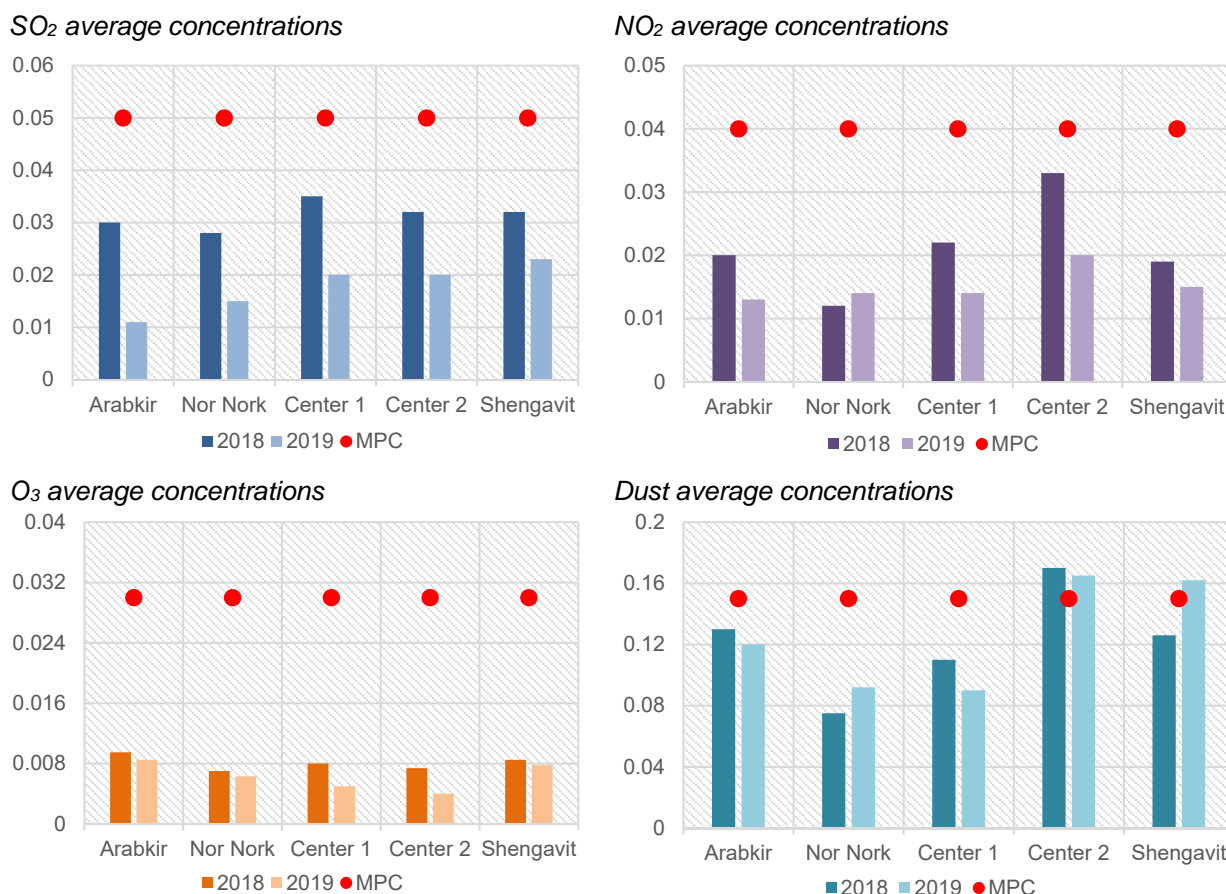 SO₂ average concentrations
0.06
0.05
0.04
0.03
0.02
0.01
0
Arabkir Nor Nork Center 1 Center 2 Shengavit
2018 2019 MPC
NO₂ average concentrations
0.05
0.04
0.03
0.02
0.01
0
Arabkir Nor Nork Center 1 Center 2 Shengavit
2018 2019 MPC
O₃ average concentrations
0.04
0.032
0.024
0.016
0.008
0
Arabkir Nor Nork Center 1 Center 2 Shengavit
2018 2019 MPC
Dust average concentrations
0.2
0.16
0.12
0.08
0.04
0
Arabkir Nor Nork Center 1 Center 2 Shengavit
2018 2019 MPC